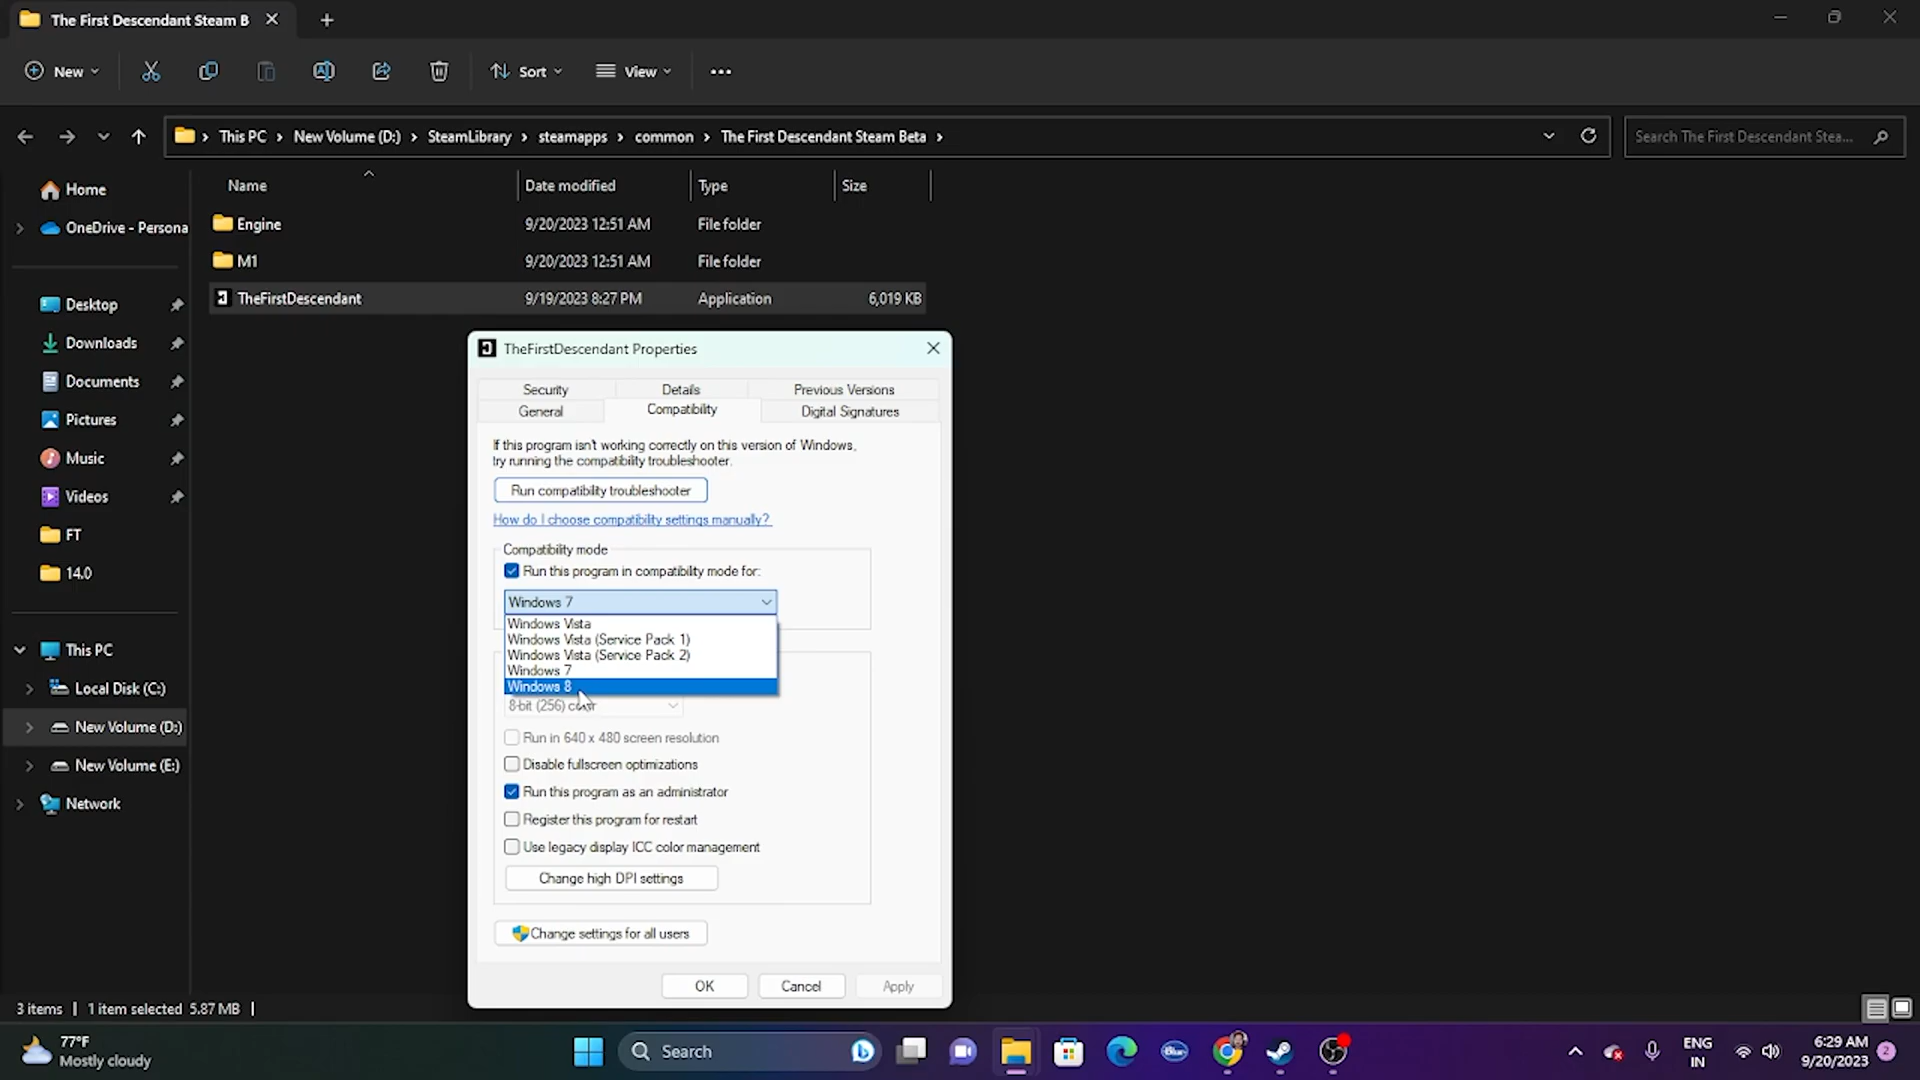 The First Descendant Steam B
New
Sort
View
This PC > New Volume (D:) > SteamLibrary > steamapps > common > The First Descendant Steam Beta >
Search The First Descendant Stea...
Name
Date modified
Type
Size
Engine
9/20/2023 12:51 AM
File folder
M1
9/20/2023 12:51 AM
File folder
TheFirstDescendant
9/19/2023 8:27 PM
Application
6,019 KB
Home
OneDrive - Persona
Desktop
Downloads
Documents
Pictures
Music
Videos
FT
14.0
This PC
Local Disk (C:)
New Volume (D:)
New Volume (E:)
Network
TheFirstDescendant Properties
Security
Details
Previous Versions
General
Compatibility
Digital Signatures
If this program isn't working correctly on this version of Windows,
try running the compatibility troubleshooter.
Run compatibility troubleshooter
How do I choose compatibility settings manually?
Compatibility mode
Run this program in compatibility mode for:
Windows 7
Windows Vista
Windows Vista (Service Pack 1)
Windows Vista (Service Pack 2)
Windows 7
Windows 8
8-bit (256)
Run in 640 x 480 screen resolution
Disable fullscreen optimizations
Run this program as an administrator
Register this program for restart
Use legacy display ICC color management
Change high DPI settings
Change settings for all users
OK
Cancel
Apply
3 items
1 item selected 5.87 MB
77°F
Mostly cloudy
Search
ENG
IN
6:29 AM
9/20/2023
2